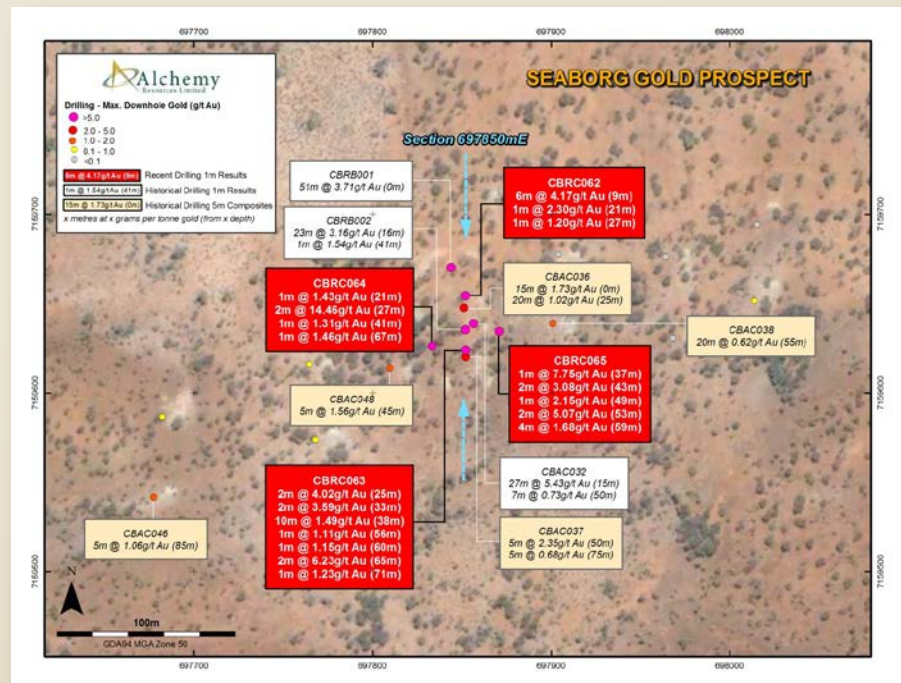 697700
697800
697900
698000
Alchemy
Resources Limited
SEABORG GOLD PROSPECT
Drilling - Max. Downhole Gold (g/t Au)
>5.0
2.0 - 5.0
1.0 - 2.0
0.1 - 1.0
<0.1
6m @ 4.17g/t Au (9m) Recent Drilling 1m Results
1m @ 1.54g/t Au (41m) Historical Drilling 1m Results
15m @ 1.73g/t Au (0m) Historical Drilling 5m Composites
x metres at x grams per tonne gold (from x depth)
Section 697850mE
CBRB001
51m @ 3.71g/t Au (0m)
CBRC062
6m @ 4.17g/t Au (9m)
1m @ 2.30g/t Au (21m)
1m @ 1.20g/t Au (27m)
CBRB002
23m @ 3.16g/t Au (16m)
1m @ 1.54g/t Au (41m)
7159700
7159700
CBRC064
1m @ 1.43g/t Au (21m)
2m @ 14.46g/t Au (27m)
1m @ 1.31g/t Au (41m)
1m @ 1.46g/t Au (67m)
CBAC036
15m @ 1.73g/t Au (0m)
20m @ 1.02g/t Au (25m)
CBAC038
20m @ 0.62g/t Au (55m)
CBRC065
1m @ 7.75g/t Au (37m)
2m @ 3.08g/t Au (43m)
1m @ 2.15g/t Au (49m)
2m @ 5.07g/t Au (53m)
4m @ 1.68g/t Au (59m)
7159600
7159600
CBAC048
5m @ 1.56g/t Au (45m)
CBRC063
2m @ 4.02g/t Au (25m)
2m @ 3.59g/t Au (33m)
10m @ 1.49g/t Au (38m)
1m @ 1.11g/t Au (56m)
1m @ 1.15g/t Au (60m)
2m @ 6.23g/t Au (65m)
1m @ 1.23g/t Au (71m)
CBAC032
27m @ 5.43g/t Au (15m)
7m @ 0.73g/t Au (50m)
CBAC046
5m @ 1.06g/t Au (85m)
CBAC037
5m @ 2.35g/t Au (50m)
5m @ 0.68g/t Au (75m)
7159500
7159500
N
100m
GDA94 MGA Zone 50
697700
697800
697900
698000